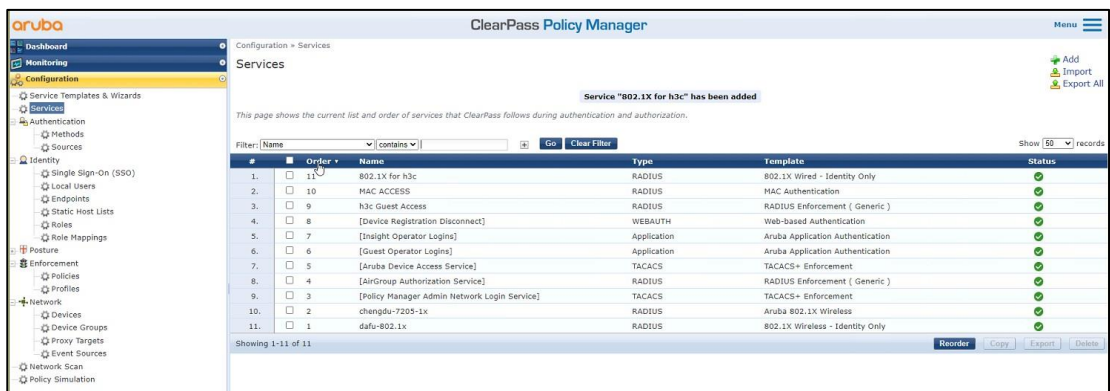 aruba
ClearPass Policy Manager
Menu
Dashboard
Monitoring
Configuration
Service Templates & Wizards
Services
Authentication
Methods
Sources
Identity
Single Sign-On (SSO)
Local Users
Endpoints
Static Host Lists
Roles
Role Mappings
Posture
Enforcement
Policies
Profiles
Network
Devices
Device Groups
Proxy Targets
Event Sources
Network Scan
Policy Simulation
Configuration » Services
Services
Add
Import
Export All
Service "802.1X for h3c" has been added
This page shows the current list and order of services that ClearPass follows during authentication and authorization.
Filter: Name contains + Go Clear Filter Show 50 records
# Order ▼ Name Type Template Status
1. 11 802.1X for h3c RADIUS 802.1X Wired - Identity Only
2. 10 MAC ACCESS RADIUS MAC Authentication
3. 9 h3c Guest Access RADIUS RADIUS Enforcement ( Generic )
4. 8 [Device Registration Disconnect] WEBAUTH Web-based Authentication
5. 7 [Insight Operator Logins] Application Aruba Application Authentication
6. 6 [Guest Operator Logins] Application Aruba Application Authentication
7. 5 [Aruba Device Access Service] TACACS TACACS+ Enforcement
8. 4 [AirGroup Authorization Service] RADIUS RADIUS Enforcement ( Generic )
9. 3 [Policy Manager Admin Network Login Service] TACACS TACACS+ Enforcement
10. 2 chengdu-7205-1x RADIUS Aruba 802.1X Wireless
11. 1 dafu-802.1x RADIUS 802.1X Wireless - Identity Only
Showing 1-11 of 11 Reorder Copy Export Delete